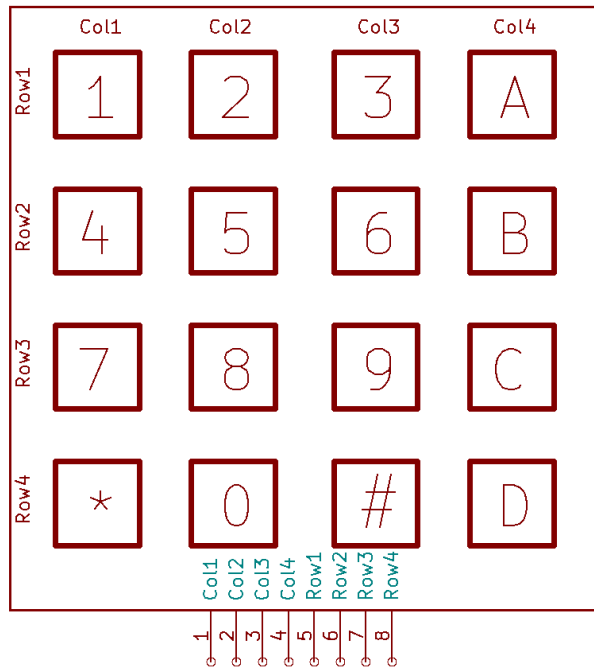 Col1 Col2 Col3 Col4
Row1 1 2 3 A
Row2 4 5 6 B
Row3 7 8 9 C
Row4 * 0 # D
Col1 Col2 Col3 Col4 Row1 Row2 Row3 Row4
1 2 3 4 5 6 7 8